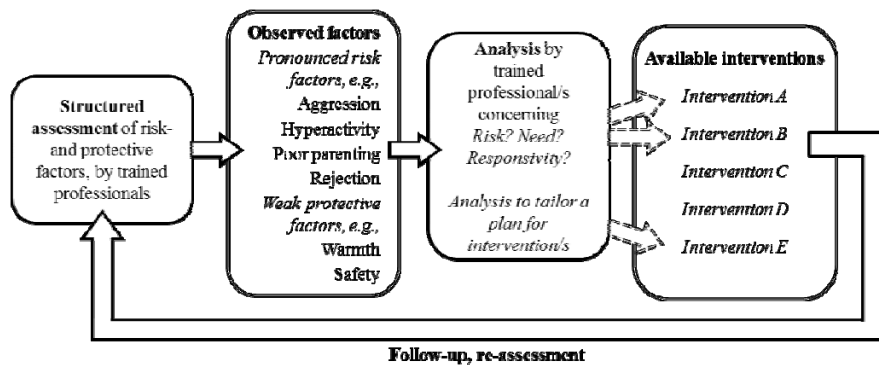 Structured
assessment of risk-
and protective
factors, by trained
professionals
Observed factors
Pronounced risk
factors, e.g.,
Aggression
Hyperactivity
Poor parenting
Rejection
Weak protective
factors, e.g.,
Warmth
Safety
Analysis by
trained
professional/s
concerning
Risk? Need?
Responsivity?
Analysis to tailor a
plan for
intervention/s
Available interventions
Intervention A
Intervention B
Intervention C
Intervention D
Intervention E
Follow-up, re-assessment